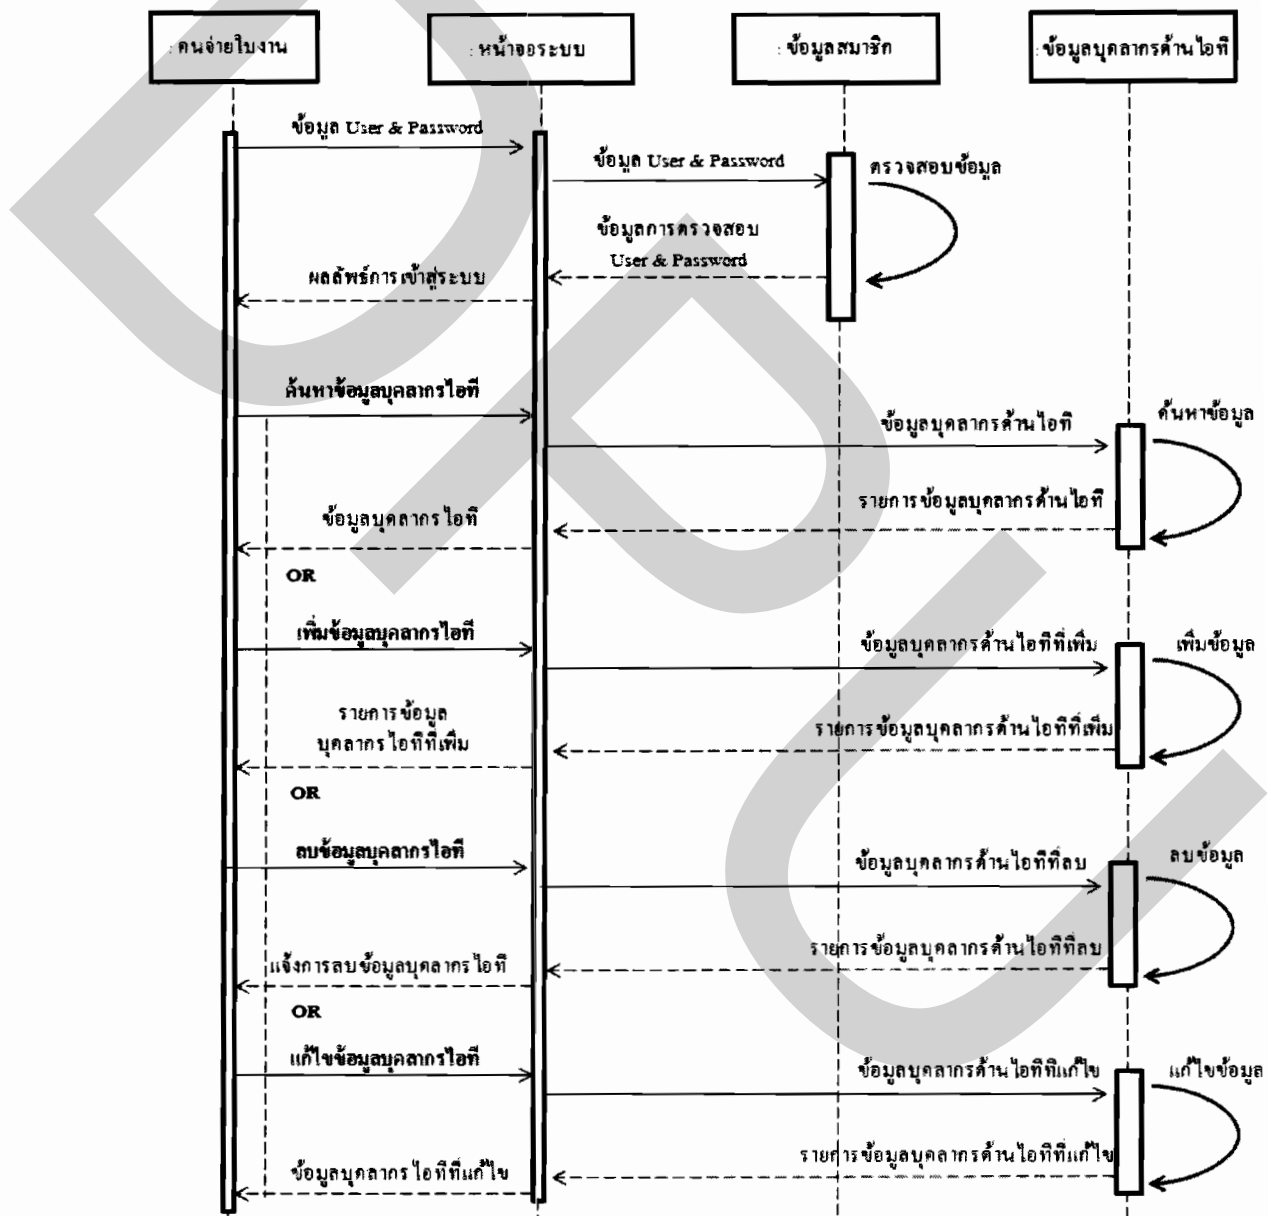 : คนจ่ายใบงาน
: หน้าจอระบบ
: ข้อมูลสมาชิก
: ข้อมูลบุคลากรด้านไอที
ข้อมูล User & Password
ข้อมูล User & Password
ตรวจสอบข้อมูล
ข้อมูลการตรวจสอบ
User & Password
ผลลัพธ์การเข้าสู่ระบบ
ค้นหาข้อมูลบุคลากรไอที
ข้อมูลบุคลากรด้านไอที
ค้นหาข้อมูล
รายการข้อมูลบุคลากรด้านไอที
ข้อมูลบุคลากรไอที
OR
เพิ่มข้อมูลบุคลากรไอที
ข้อมูลบุคลากรด้านไอทีที่เพิ่ม
เพิ่มข้อมูล
รายการข้อมูล
บุคลากรไอทีที่เพิ่ม
รายการข้อมูลบุคลากรด้านไอทีที่เพิ่ม
OR
ลบข้อมูลบุคลากรไอที
ข้อมูลบุคลากรด้านไอทีที่ลบ
ลบข้อมูล
รายการข้อมูลบุคลากรด้านไอทีที่ลบ
แจ้งการลบข้อมูลบุคลากรไอที
OR
แก้ไขข้อมูลบุคลากรไอที
ข้อมูลบุคลากรด้านไอทีที่แก้ไข
แก้ไขข้อมูล
รายการข้อมูลบุคลากรด้านไอทีที่แก้ไข
ข้อมูลบุคลากรไอทีที่แก้ไข
DPU